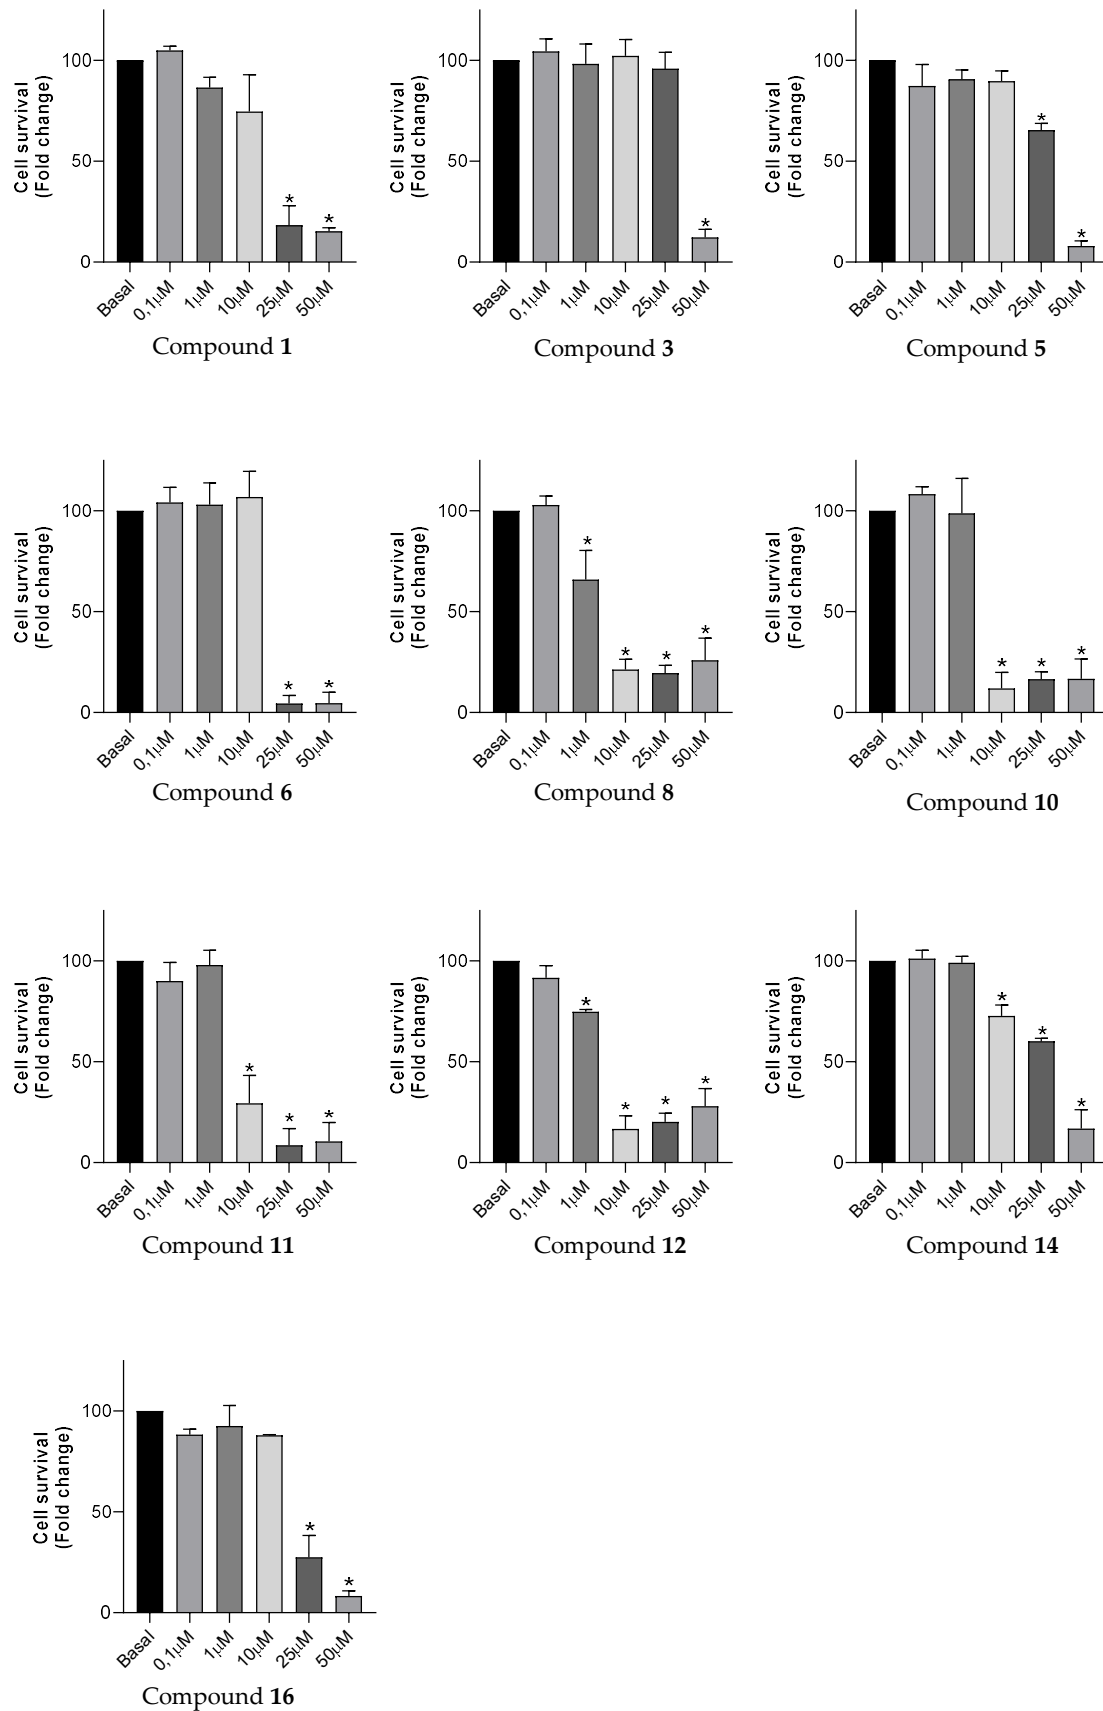 Cell survival
(Fold change)
100
50
0
Basal
0,1µM
1µM
10µM
25µM
50µM
* *
Compound 1
Cell survival
(Fold change)
100
50
0
Basal
0,1µM
1µM
10µM
25µM
50µM
*
Compound 3
Cell survival
(Fold change)
100
50
0
Basal
0,1µM
1µM
10µM
25µM
50µM
* *
Compound 5
Cell survival
(Fold change)
100
50
0
Basal
0,1µM
1µM
10µM
25µM
50µM
* *
Compound 6
Cell survival
(Fold change)
100
50
0
Basal
0,1µM
1µM
10µM
25µM
50µM
* * * *
Compound 8
Cell survival
(Fold change)
100
50
0
Basal
0,1µM
1µM
10µM
25µM
50µM
* * *
Compound 10
Cell survival
(Fold change)
100
50
0
Basal
0,1µM
1µM
10µM
25µM
50µM
* * *
Compound 11
Cell survival
(Fold change)
100
50
0
Basal
0,1µM
1µM
10µM
25µM
50µM
* * * *
Compound 12
Cell survival
(Fold change)
100
50
0
Basal
0,1µM
1µM
10µM
25µM
50µM
* * *
Compound 14
Cell survival
(Fold change)
100
50
0
Basal
0,1µM
1µM
10µM
25µM
50µM
* *
Compound 16